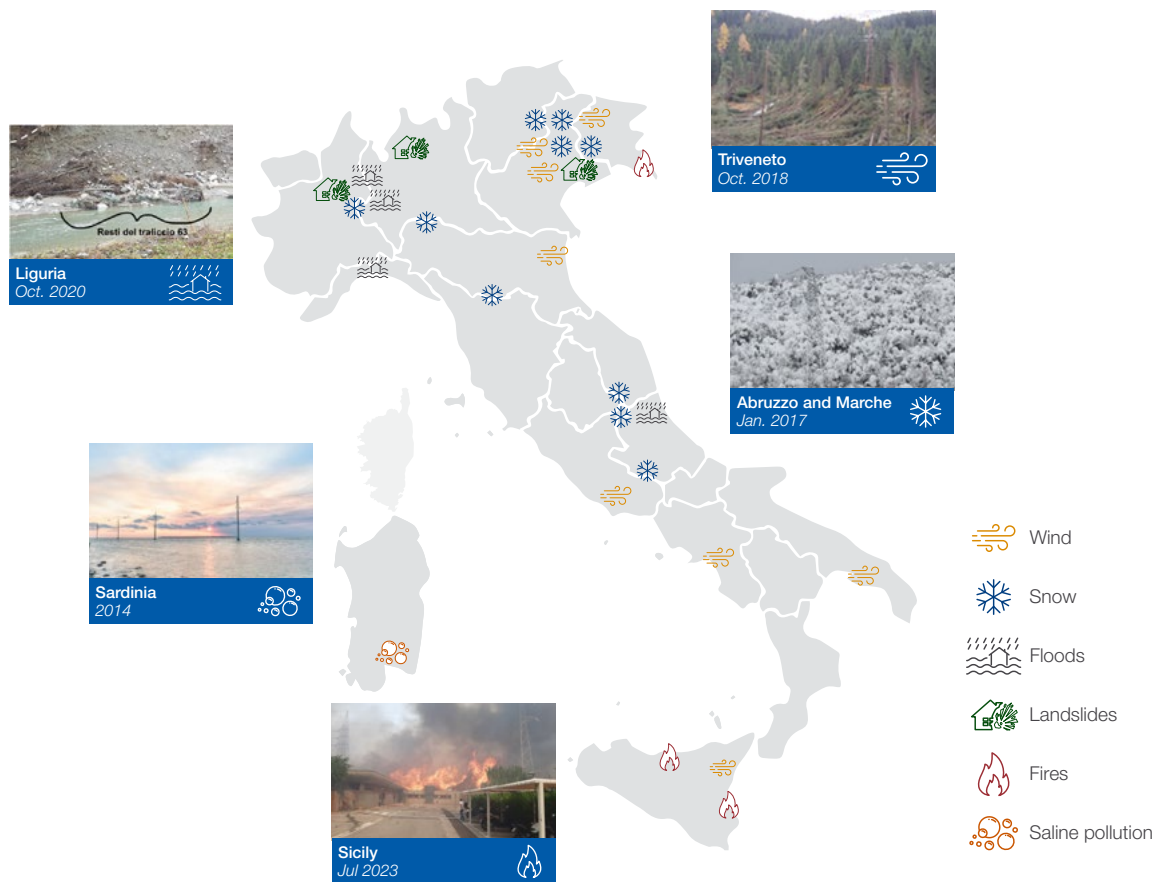 Triveneto
Oct. 2018
Resti del traliccio 63
Liguria
Oct. 2020
Abruzzo and Marche
Jan. 2017
Sardinia
2014
Sicily
Jul 2023
Wind
Snow
Floods
Landslides
Fires
Saline pollution